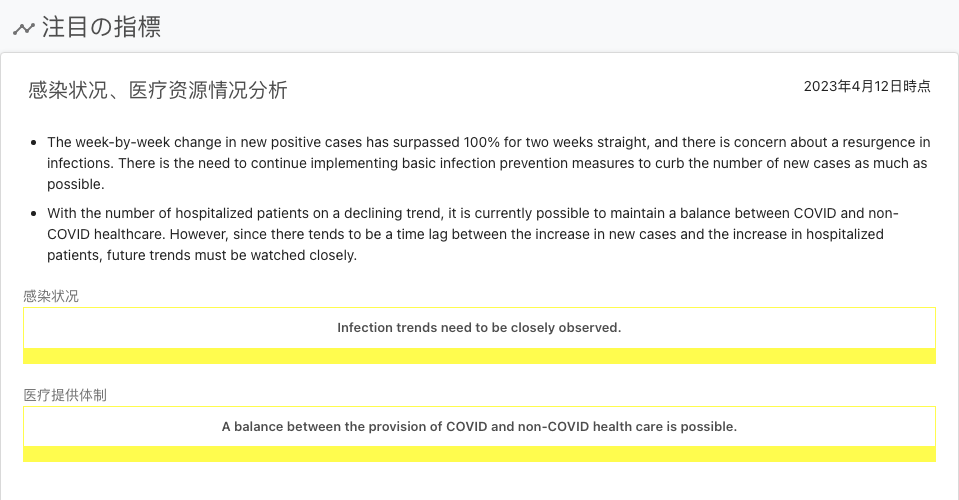 注目の指標
感染状况、医疗资源情况分析
2023年4月12日時点
The week-by-week change in new positive cases has surpassed 100% for two weeks straight, and there is concern about a resurgence in
infections. There is the need to continue implementing basic infection prevention measures to curb the number of new cases as much as
possible.
With the number of hospitalized patients on a declining trend, it is currently possible to maintain a balance between COVID and non-
COVID healthcare. However, since there tends to be a time lag between the increase in new cases and the increase in hospitalized
patients, future trends must be watched closely.
感染状况
Infection trends need to be closely observed.
医疗提供体制
A balance between the provision of COVID and non-COVID health care is possible.